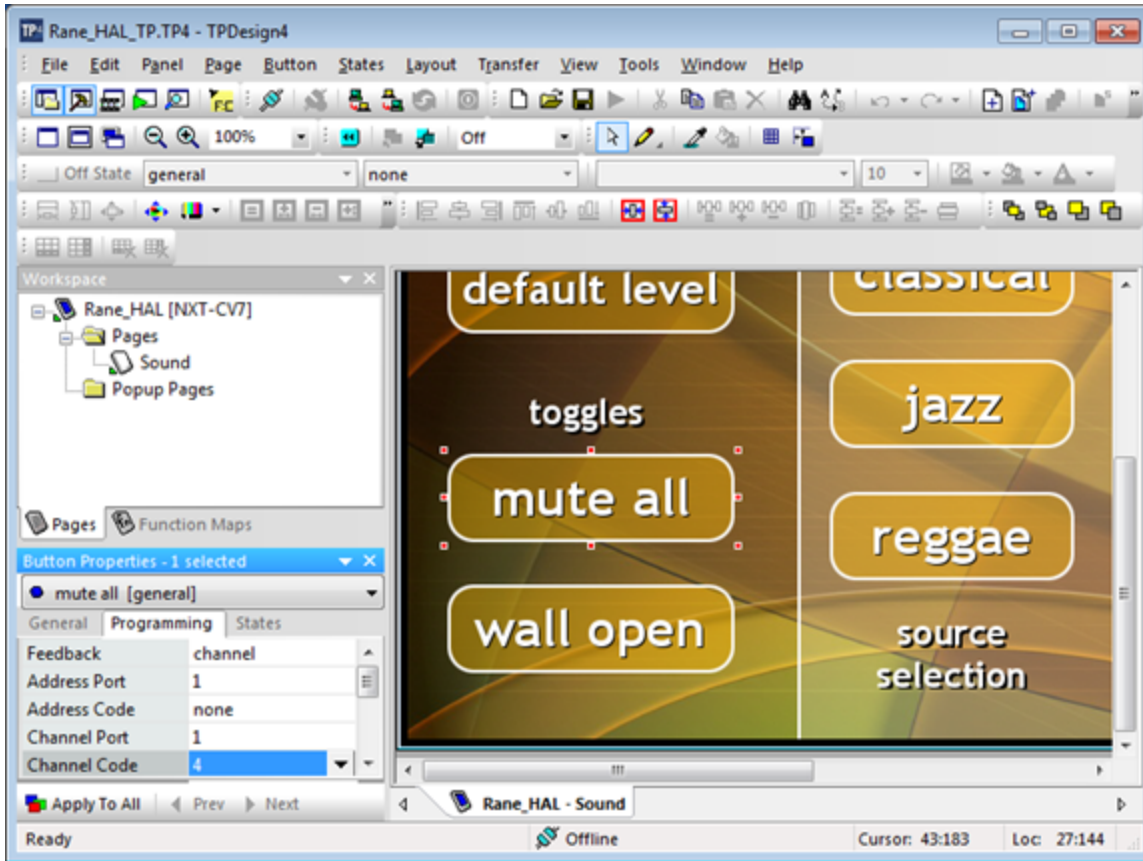 Rane_HAL_TP.TP4 - TPDesign4
File Edit Panel Page Button States Layout Transfer View Tools Window Help
100% Off
Off State general none 10
Workspace
Rane_HAL [NXT-CV7]
Pages
Sound
Popup Pages
Pages Function Maps
Button Properties - 1 selected
mute all [general]
General Programming States
Feedback channel
Address Port 1
Address Code none
Channel Port 1
Channel Code 4
Apply To All Prev Next
default level
toggles
mute all
wall open
classical
jazz
reggae
source
selection
Rane_HAL - Sound
Ready Offline Cursor: 43:183 Loc: 27:144